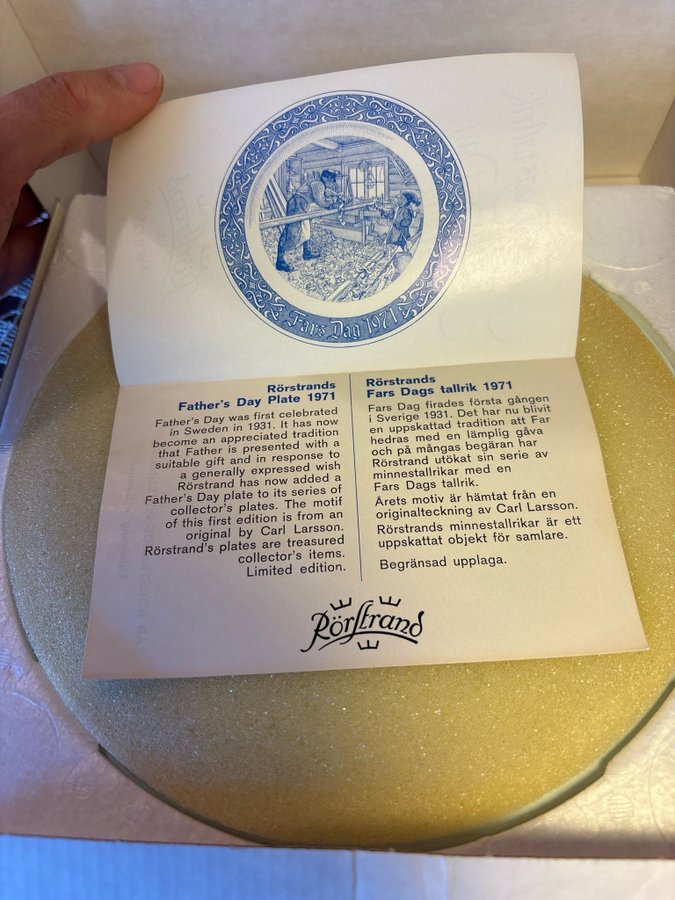 Fars Dag 1971
Rörstrands
Father's Day Plate 1971
Father's Day was first celebrated
in Sweden in 1931. It has now
become an appreciated tradition
that Father is presented with a
suitable gift and in response to
a generally expressed wish
Rörstrand has now added a
Father's Day plate to its series of
collector's plates. The motif
of this first edition is from an
original by Carl Larsson.
Rörstrand's plates are treasured
collector's items.
Limited edition.
Rörstrands
Fars Dags tallrik 1971
Fars Dag firades första gången
i Sverige 1931. Det har nu blivit
en uppskattad tradition att Far
hedras med en lämplig gåva
och på mångas begäran har
Rörstrand utökat sin serie av
minnestallrikar med en
Fars Dags tallrik.
Årets motiv är hämtat från en
originalteckning av Carl Larsson.
Rörstrands minnestallrikar är ett
uppskattat objekt för samlare.
Begränsad upplaga.
Rörstrand